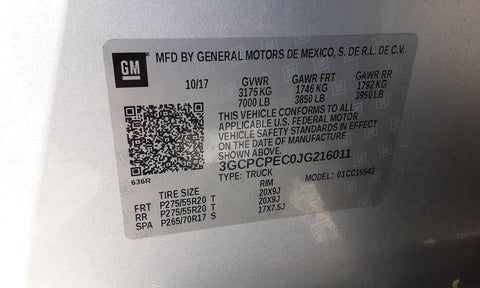 GM
MFD BY GENERAL MOTORS DE MEXICO, S. DE R.L. DE C.V.
10/17 GVWR GAWR FRT GAWR RR
3175 KG 1746 KG 1792 KG
7000 LB 3850 LB 3950 LB
THIS VEHICLE CONFORMS TO ALL
APPLICABLE U.S. FEDERAL MOTOR
VEHICLE SAFETY STANDARDS IN EFFECT
ON THE DATE OF MANUFACTURE
SHOWN ABOVE.
3GCPCPEC0JG216011
636R TYPE: TRUCK MODEL: 01CC15543
TIRE SIZE RIM
FRT P275/55R20 T 20X9J
RR P275/55R20 T 20X9J
SPA P265/70R17 S 17X7.5J